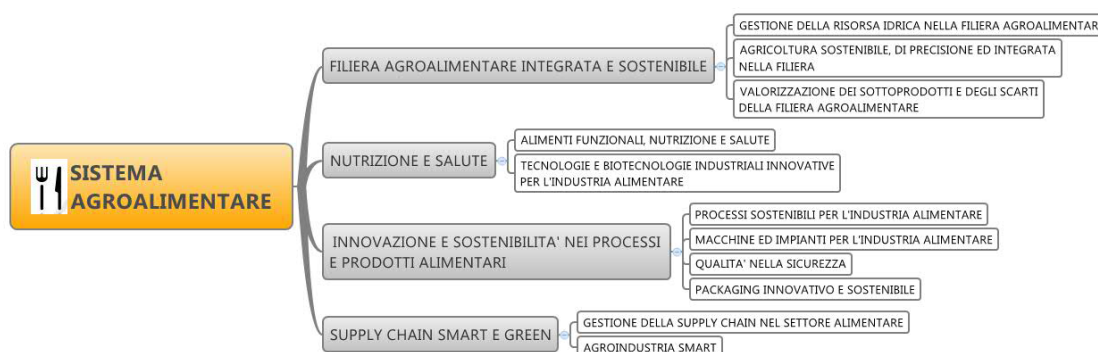 SISTEMA
AGROALIMENTARE
FILIERA AGROALIMENTARE INTEGRATA E SOSTENIBILE
GESTIONE DELLA RISORSA IDRICA NELLA FILIERA AGROALIMENTAR
AGRICOLTURA SOSTENIBILE, DI PRECISIONE ED INTEGRATA
NELLA FILIERA
VALORIZZAZIONE DEI SOTTOPRODOTTI E DEGLI SCARTI
DELLA FILIERA AGROALIMENTARE
NUTRIZIONE E SALUTE
ALIMENTI FUNZIONALI, NUTRIZIONE E SALUTE
TECNOLOGIE E BIOTECNOLOGIE INDUSTRIALI INNOVATIVE
PER L'INDUSTRIA ALIMENTARE
INNOVAZIONE E SOSTENIBILITA' NEI PROCESSI
E PRODOTTI ALIMENTARI
PROCESSI SOSTENIBILI PER L'INDUSTRIA ALIMENTARE
MACCHINE ED IMPIANTI PER L'INDUSTRIA ALIMENTARE
QUALITA' NELLA SICUREZZA
PACKAGING INNOVATIVO E SOSTENIBILE
SUPPLY CHAIN SMART E GREEN
GESTIONE DELLA SUPPLY CHAIN NEL SETTORE ALIMENTARE
AGROINDUSTRIA SMART